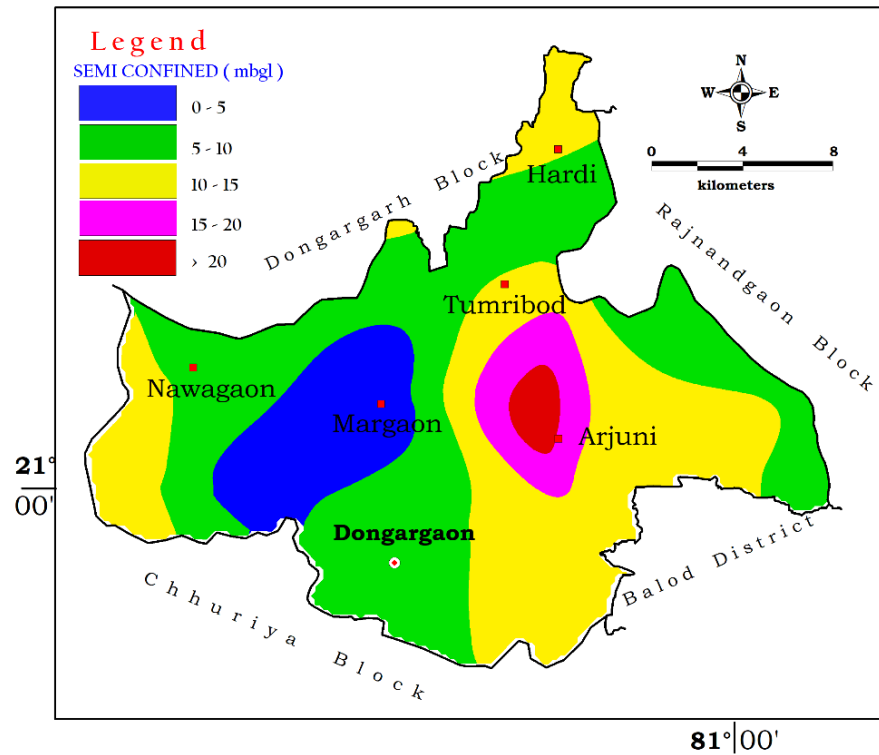 Legend
SEMI CONFINED ( mbgl )
0 - 5
5 - 10
10 - 15
15 - 20
› 20
N
W E
S
0 4 8
kilometers
Dongargarh Block
Hardi
Rajnandgaon Block
Tumribod
Nawagaon
Margaon
Arjuni
21°
00'
Dongargaon
Balod District
Chhuriya Block
81° 00'